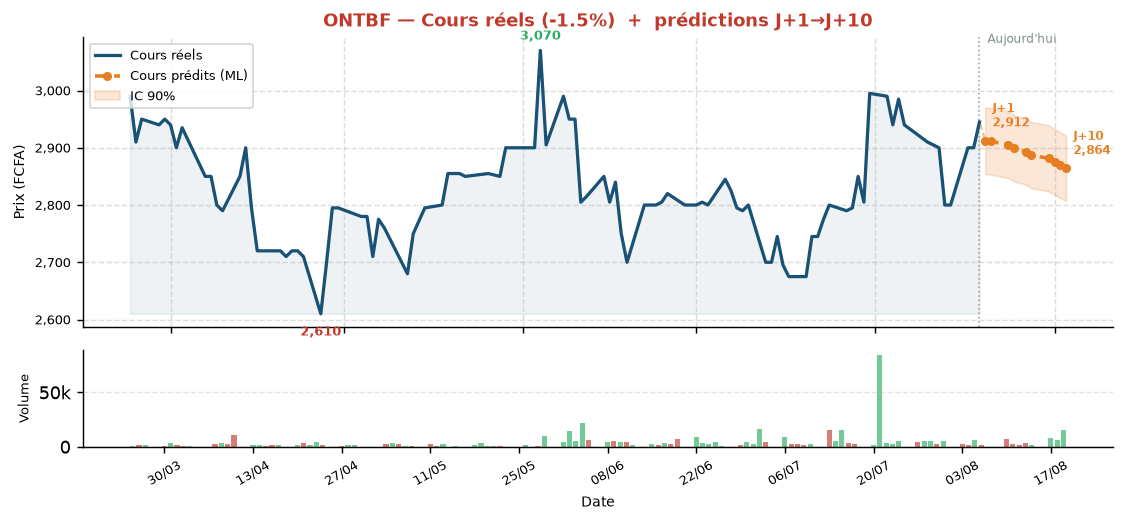 ONTBF — Cours réels (-1.5%) + prédictions J+1→J+10
3,070
Aujourd'hui
Cours réels
Cours prédits (ML)
IC 90%
J+1
2,912
J+10
2,864
3,000
2,900
2,800
2,700
2,600
Prix (FCFA)
2,610
50k
0
Volume
30/03
13/04
27/04
11/05
25/05
08/06
22/06
06/07
20/07
03/08
17/08
Date